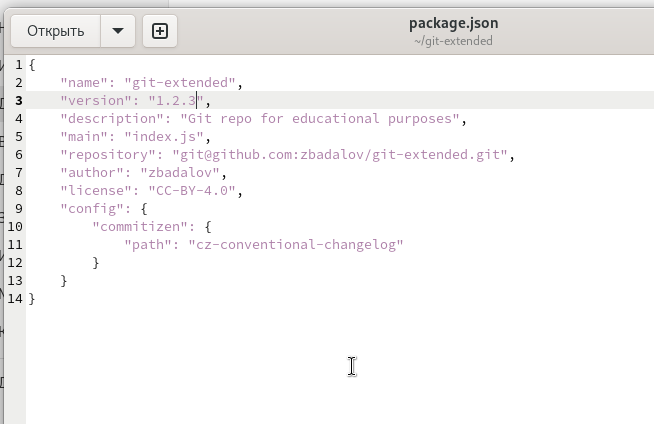 Открыть
package.json
~/git-extended
1 {
2     "name": "git-extended",
3     "version": "1.2.3",
4     "description": "Git repo for educational purposes",
5     "main": "index.js",
6     "repository": "git@github.com:zbadalov/git-extended.git",
7     "author": "zbadalov",
8     "license": "CC-BY-4.0",
9     "config": {
10         "commitizen": {
11             "path": "cz-conventional-changelog"
12         }
13     }
14 }